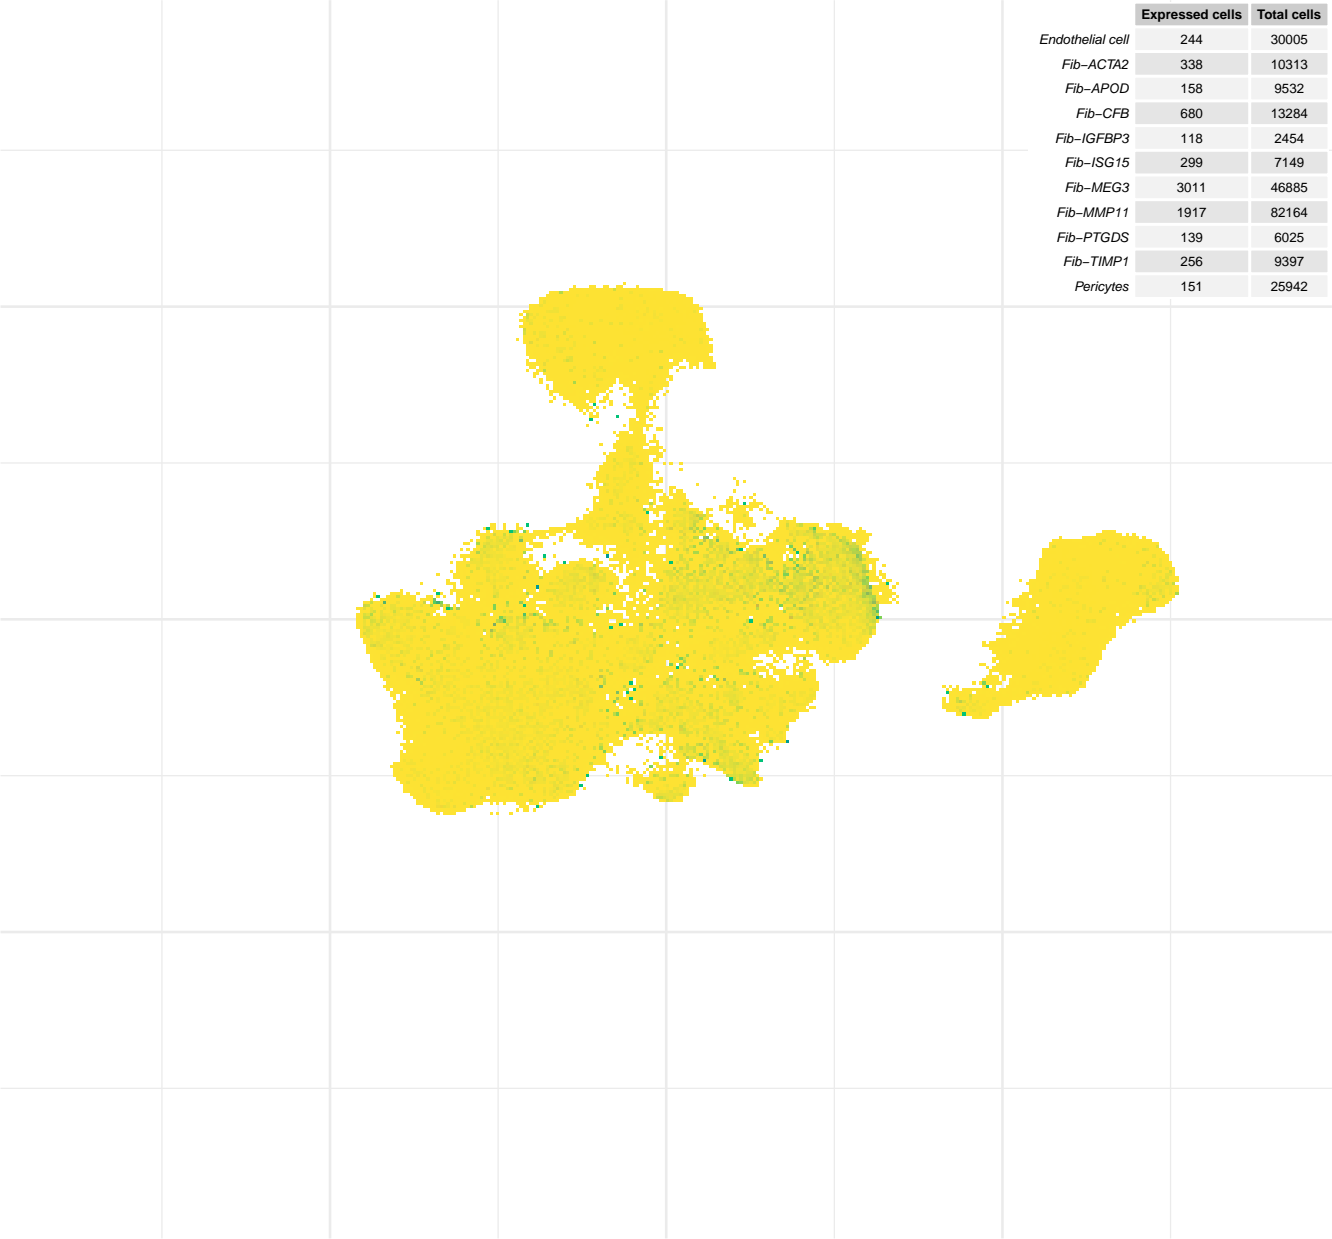 Expressed cells Total cells
Endothelial cell 244 30005
Fib−ACTA2 338 10313
Fib−APOD 158 9532
Fib−CFB 680 13284
Fib−IGFBP3 118 2454
Fib−ISG15 299 7149
Fib−MEG3 3011 46885
Fib−MMP11 1917 82164
Fib−PTGDS 139 6025
Fib−TIMP1 256 9397
Pericytes 151 25942